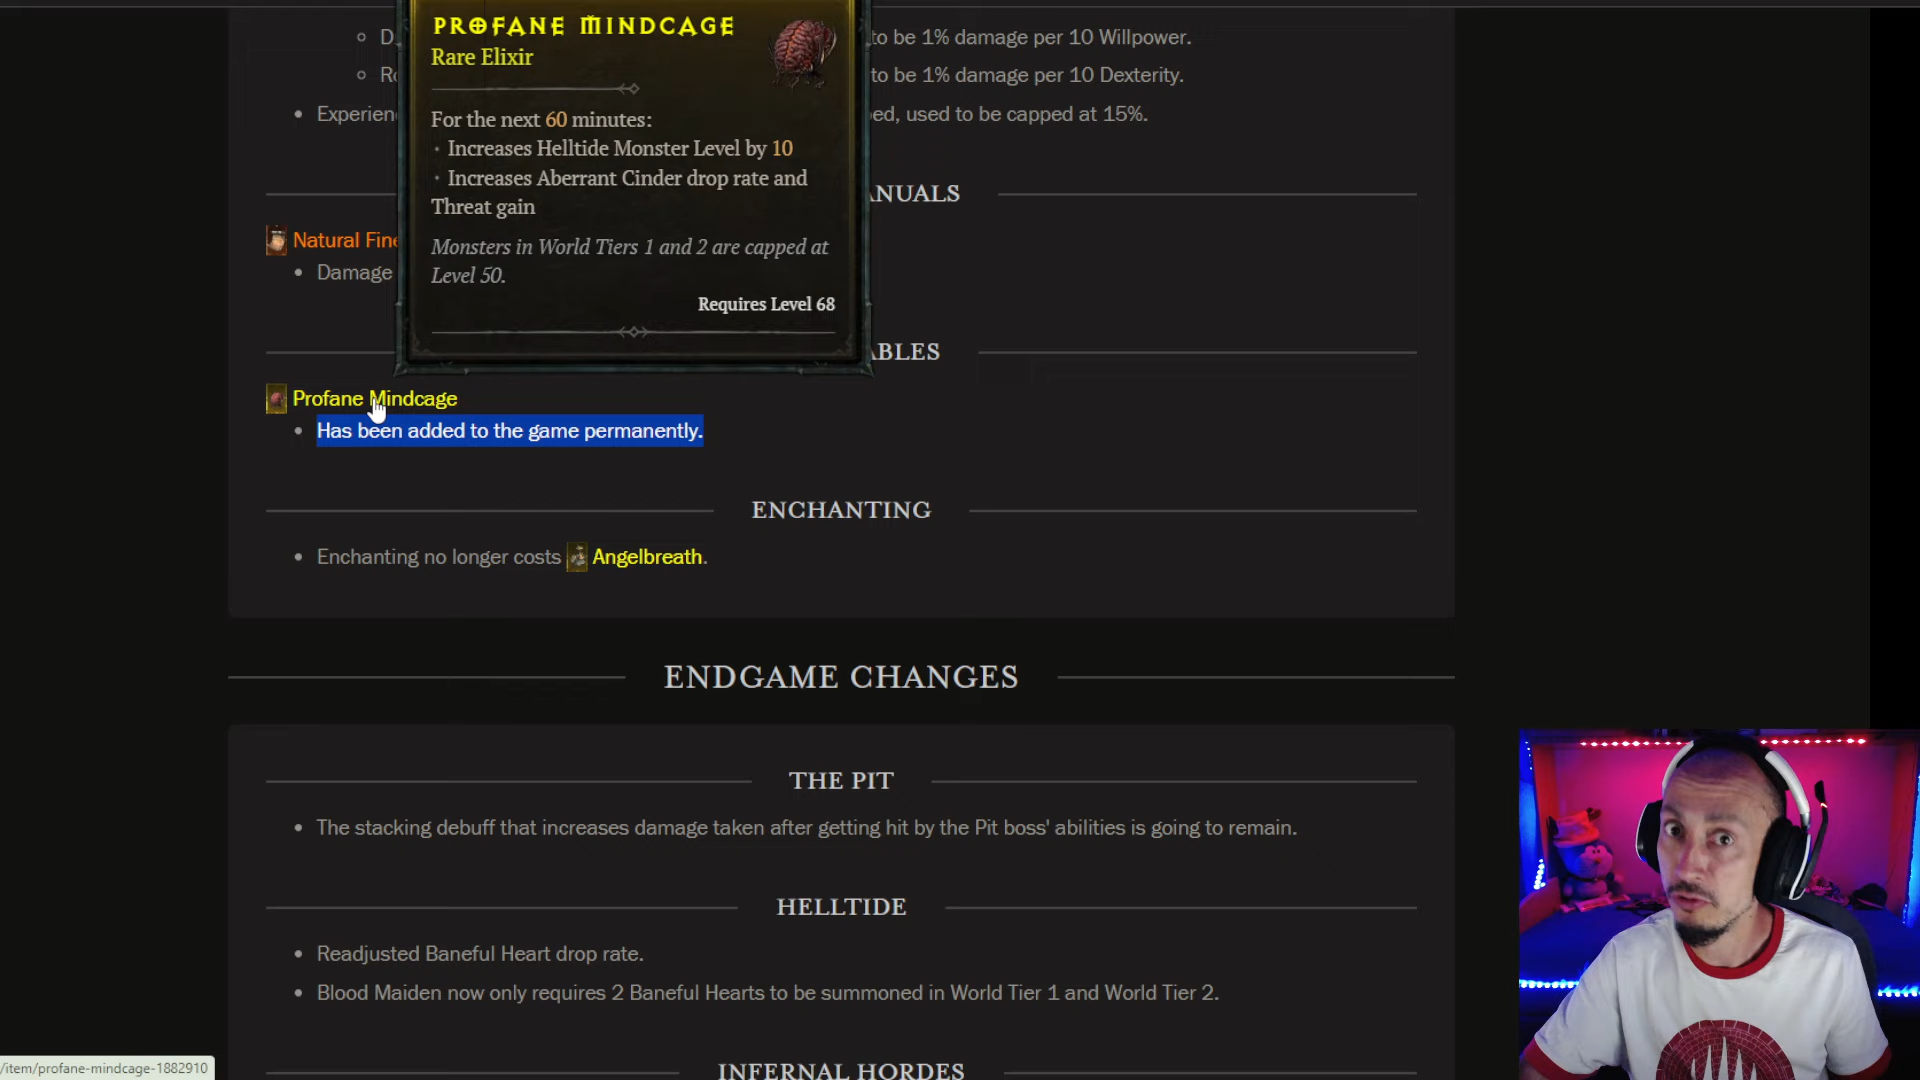 PROFANE MINDCAGE
Rare Elixir
For the next 60 minutes:
· Increases Helltide Monster Level by 10
· Increases Aberrant Cinder drop rate and
Threat gain
Monsters in World Tiers 1 and 2 are capped at
Level 50.
Requires Level 68
to be 1% damage per 10 Willpower.
to be 1% damage per 10 Dexterity.
used to be capped at 15%.
Natural
Damage
Profane Mindcage
Has been added to the game permanently.
ENCHANTING
Enchanting no longer costs Angelbreath.
ENDGAME CHANGES
THE PIT
The stacking debuff that increases damage taken after getting hit by the Pit boss' abilities is going to remain.
HELLTIDE
Readjusted Baneful Heart drop rate.
Blood Maiden now only requires 2 Baneful Hearts to be summoned in World Tier 1 and World Tier 2.
INFERNAL HORDES
/item/profane-mindcage-1882910